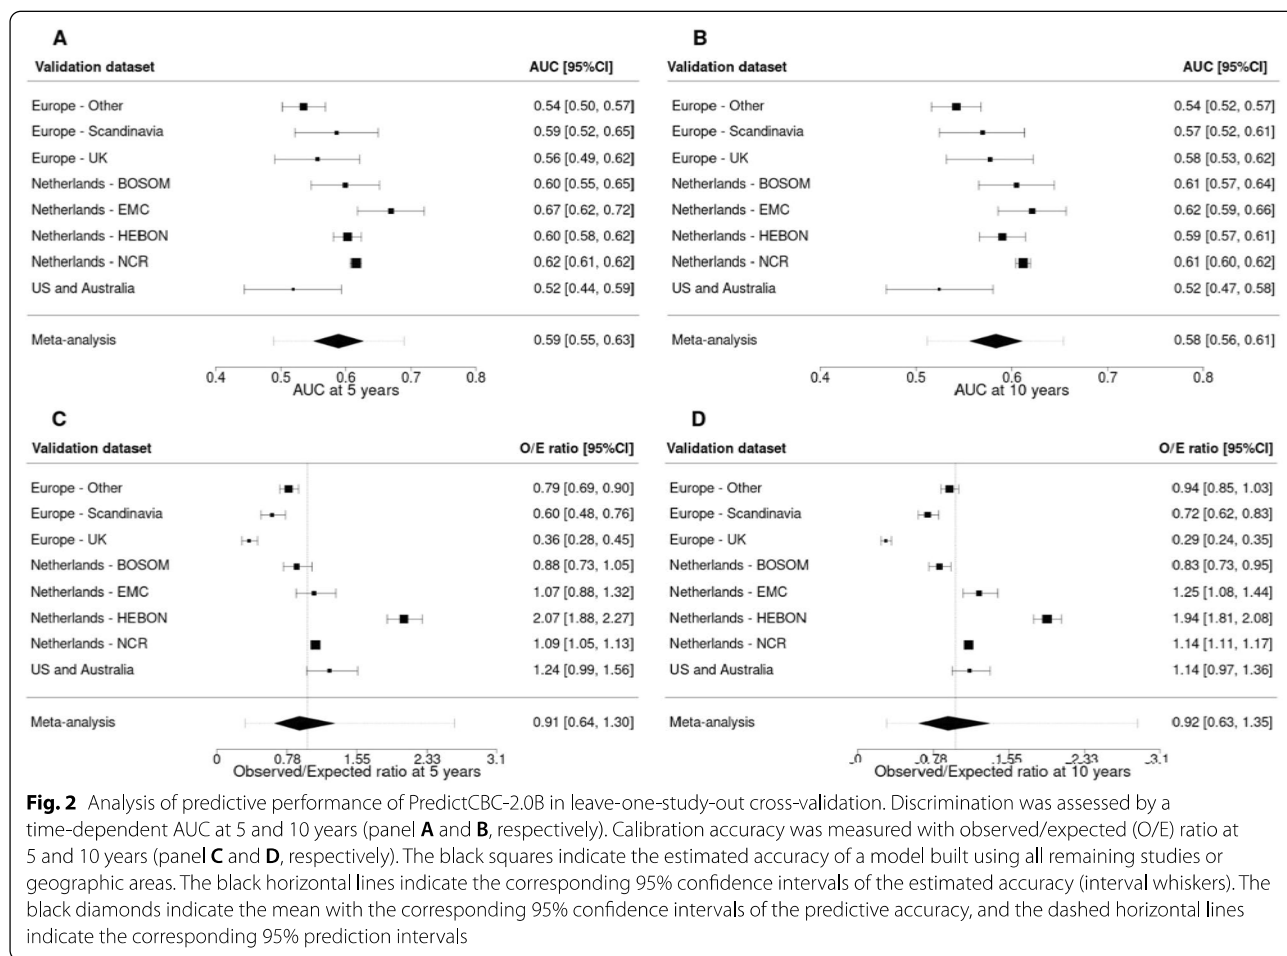 A
Validation dataset AUC [95%CI]
Europe - Other 0.54 [0.50, 0.57]
Europe - Scandinavia 0.59 [0.52, 0.65]
Europe - UK 0.56 [0.49, 0.62]
Netherlands - BOSOM 0.60 [0.55, 0.65]
Netherlands - EMC 0.67 [0.62, 0.72]
Netherlands - HEBON 0.60 [0.58, 0.62]
Netherlands - NCR 0.62 [0.61, 0.62]
US and Australia 0.52 [0.44, 0.59]
Meta-analysis 0.59 [0.55, 0.63]
0.4 0.5 0.6 0.7 0.8
AUC at 5 years
B
Validation dataset AUC [95%CI]
Europe - Other 0.54 [0.52, 0.57]
Europe - Scandinavia 0.57 [0.52, 0.61]
Europe - UK 0.58 [0.53, 0.62]
Netherlands - BOSOM 0.61 [0.57, 0.64]
Netherlands - EMC 0.62 [0.59, 0.66]
Netherlands - HEBON 0.59 [0.57, 0.61]
Netherlands - NCR 0.61 [0.60, 0.62]
US and Australia 0.52 [0.47, 0.58]
Meta-analysis 0.58 [0.56, 0.61]
0.4 0.5 0.6 0.7 0.8
AUC at 10 years
C
Validation dataset O/E ratio [95%CI]
Europe - Other 0.79 [0.69, 0.90]
Europe - Scandinavia 0.60 [0.48, 0.76]
Europe - UK 0.36 [0.28, 0.45]
Netherlands - BOSOM 0.88 [0.73, 1.05]
Netherlands - EMC 1.07 [0.88, 1.32]
Netherlands - HEBON 2.07 [1.88, 2.27]
Netherlands - NCR 1.09 [1.05, 1.13]
US and Australia 1.24 [0.99, 1.56]
Meta-analysis 0.91 [0.64, 1.30]
0 0.78 1.55 2.33 3.1
Observed/Expected ratio at 5 years
D
Validation dataset O/E ratio [95%CI]
Europe - Other 0.94 [0.85, 1.03]
Europe - Scandinavia 0.72 [0.62, 0.83]
Europe - UK 0.29 [0.24, 0.35]
Netherlands - BOSOM 0.83 [0.73, 0.95]
Netherlands - EMC 1.25 [1.08, 1.44]
Netherlands - HEBON 1.94 [1.81, 2.08]
Netherlands - NCR 1.14 [1.11, 1.17]
US and Australia 1.14 [0.97, 1.36]
Meta-analysis 0.92 [0.63, 1.35]
0 0.78 1.55 2.33 3.1
Observed/Expected ratio at 10 years
Fig. 2 Analysis of predictive performance of PredictCBC-2.0B in leave-one-study-out cross-validation. Discrimination was assessed by a
time-dependent AUC at 5 and 10 years (panel A and B, respectively). Calibration accuracy was measured with observed/expected (O/E) ratio at
5 and 10 years (panel C and D, respectively). The black squares indicate the estimated accuracy of a model built using all remaining studies or
geographic areas. The black horizontal lines indicate the corresponding 95% confidence intervals of the estimated accuracy (interval whiskers). The
black diamonds indicate the mean with the corresponding 95% confidence intervals of the predictive accuracy, and the dashed horizontal lines
indicate the corresponding 95% prediction intervals